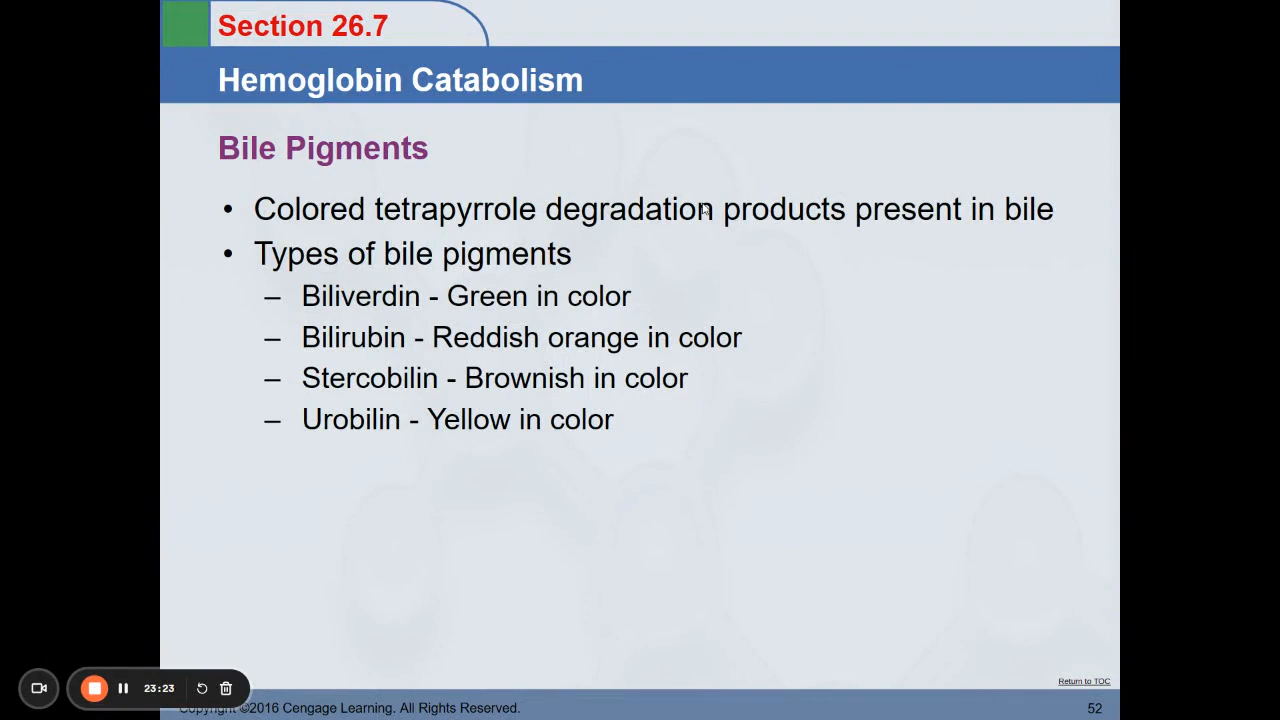 Section 26.7
Hemoglobin Catabolism
Bile Pigments
• Colored tetrapyrrole degradation products present in bile
• Types of bile pigments
– Biliverdin - Green in color
– Bilirubin - Reddish orange in color
– Stercobilin - Brownish in color
– Urobilin - Yellow in color
Return to TOC
23:23
Copyright ©2016 Cengage Learning. All Rights Reserved.
52